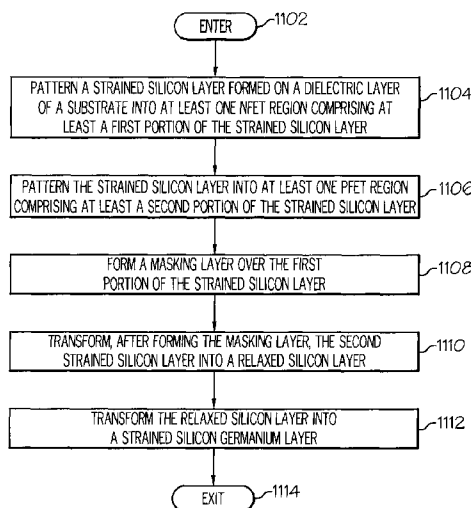 ENTER
1102
PATTERN A STRAINED SILICON LAYER FORMED ON A DIELECTRIC LAYER
OF A SUBSTRATE INTO AT LEAST ONE NFET REGION COMPRISING AT
LEAST A FIRST PORTION OF THE STRAINED SILICON LAYER
1104
PATTERN THE STRAINED SILICON LAYER INTO AT LEAST ONE PFET REGION
COMPRISING AT LEAST A SECOND PORTION OF THE STRAINED SILICON LAYER
1106
FORM A MASKING LAYER OVER THE FIRST
PORTION OF THE STRAINED SILICON LAYER
1108
TRANSFORM, AFTER FORMING THE MASKING LAYER, THE SECOND
STRAINED SILICON LAYER INTO A RELAXED SILICON LAYER
1110
TRANSFORM THE RELAXED SILICON LAYER INTO
A STRAINED SILICON GERMANIUM LAYER
1112
EXIT
1114